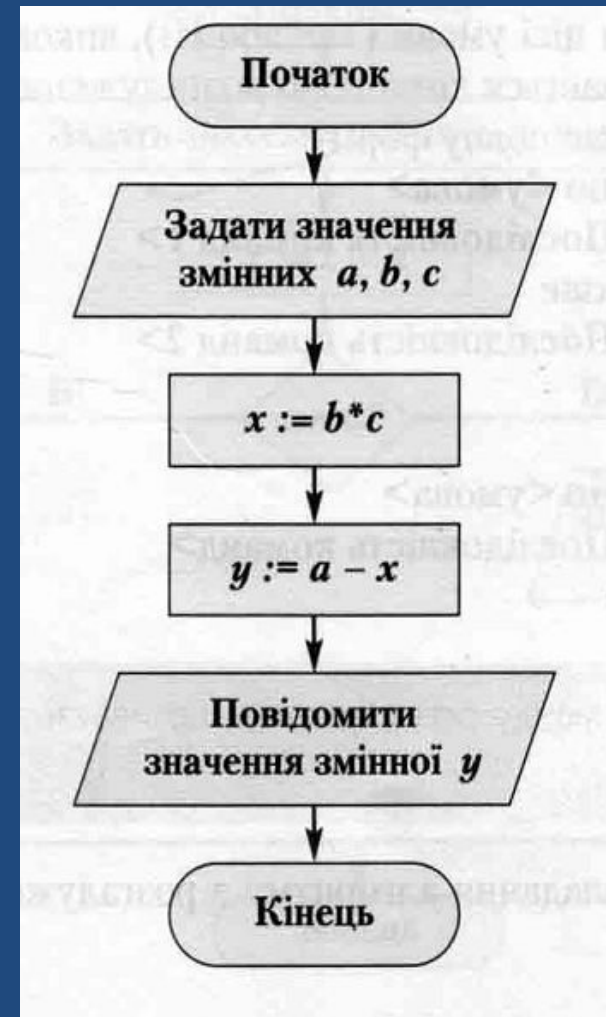 Початок
Задати значення
змінних a, b, c
x := b*c
y := a – x
Повідомити
значення змінної y
Кінець